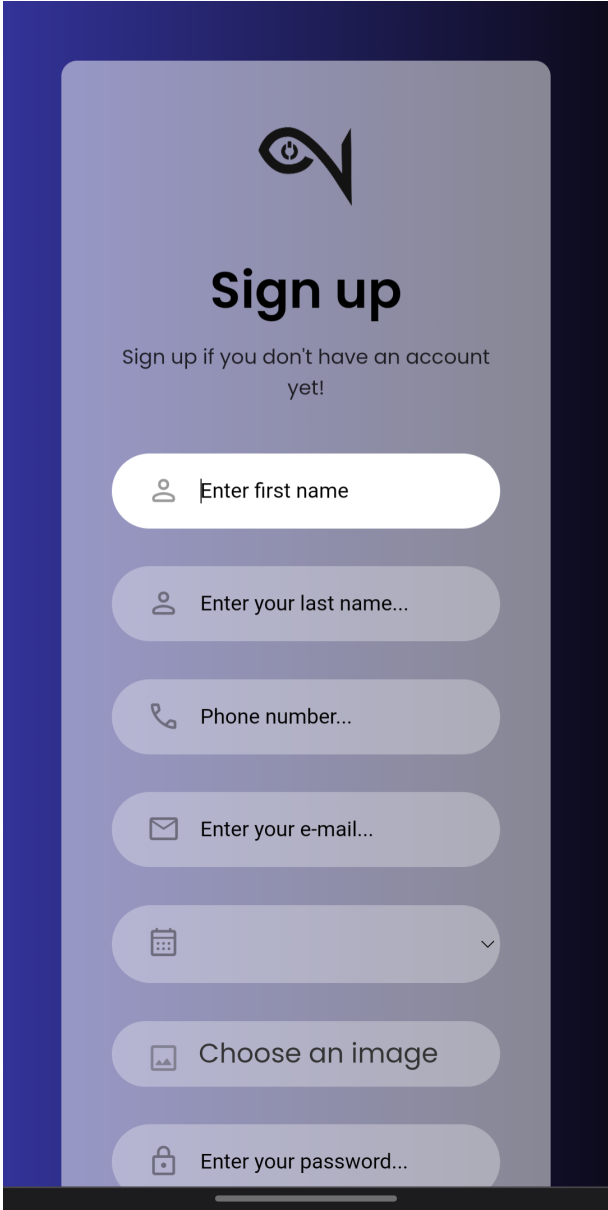 Sign up
Sign up if you don't have an account
yet!
Enter first name
Enter your last name...
Phone number...
Enter your e-mail...
Choose an image
Enter your password...